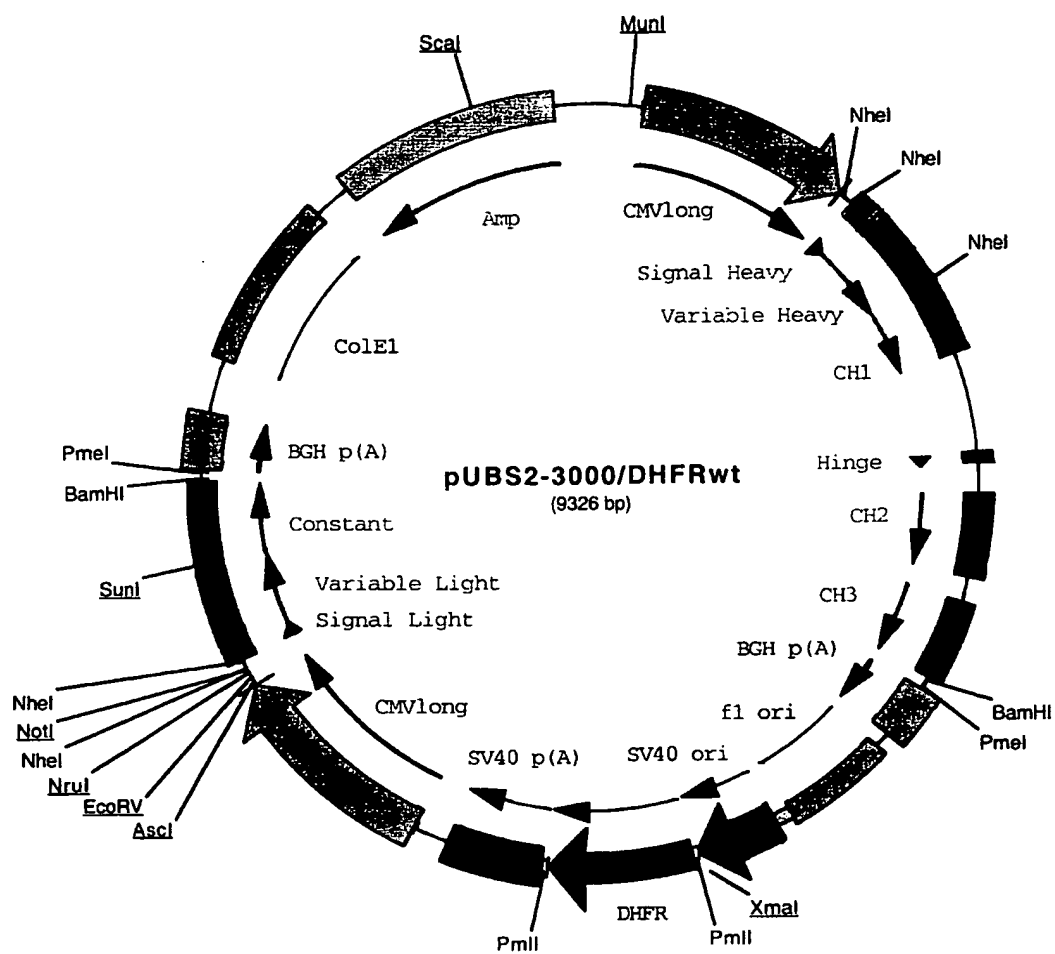 MunI
ScaI
NheI
NheI
NheI
CMVlong
Amp
Signal Heavy
Variable Heavy
CH1
ColE1
Hinge
CH2
CH3
BGH p(A)
f1 ori
SV40 ori
SV40 p(A)
CMVlong
Signal Light
Variable Light
Constant
BGH p(A)
pUBS2-3000/DHFRwt
(9326 bp)
PmeI
BamHI
SunI
NheI
NotI
NheI
NruI
EcoRV
AscI
BamHI
PmeI
XmaI
PmlI
DHFR
PmlI